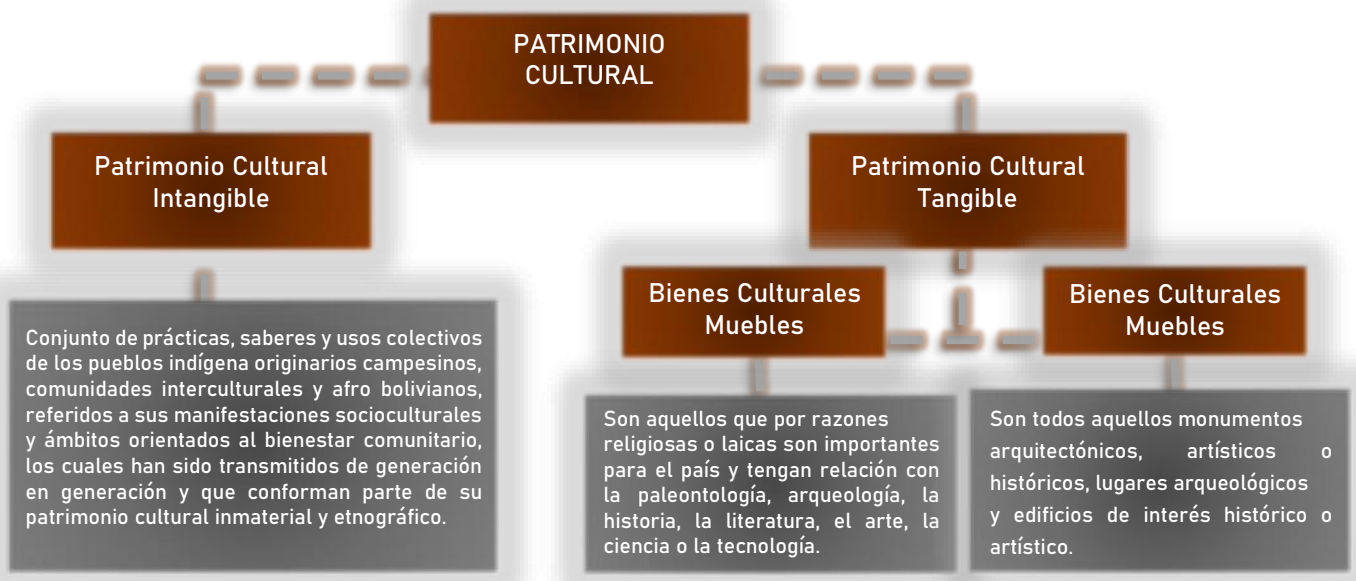 PATRIMONIO
CULTURAL
Patrimonio Cultural
Intangible
Patrimonio Cultural
Tangible
Bienes Culturales
Muebles
Bienes Culturales
Muebles
Conjunto de prácticas, saberes y usos colectivos
de los pueblos indígena originarios campesinos,
comunidades interculturales y afro bolivianos,
referidos a sus manifestaciones socioculturales
y ámbitos orientados al bienestar comunitario,
los cuales han sido transmitidos de generación
en generación y que conforman parte de su
patrimonio cultural inmaterial y etnográfico.
Son aquellos que por razones
religiosas o laicas son importantes
para el país y tengan relación con
la paleontología, arqueología, la
historia, la literatura, el arte, la
ciencia o la tecnología.
Son todos aquellos monumentos
arquitectónicos, artísticos o
históricos, lugares arqueológicos
y edificios de interés histórico o
artístico.